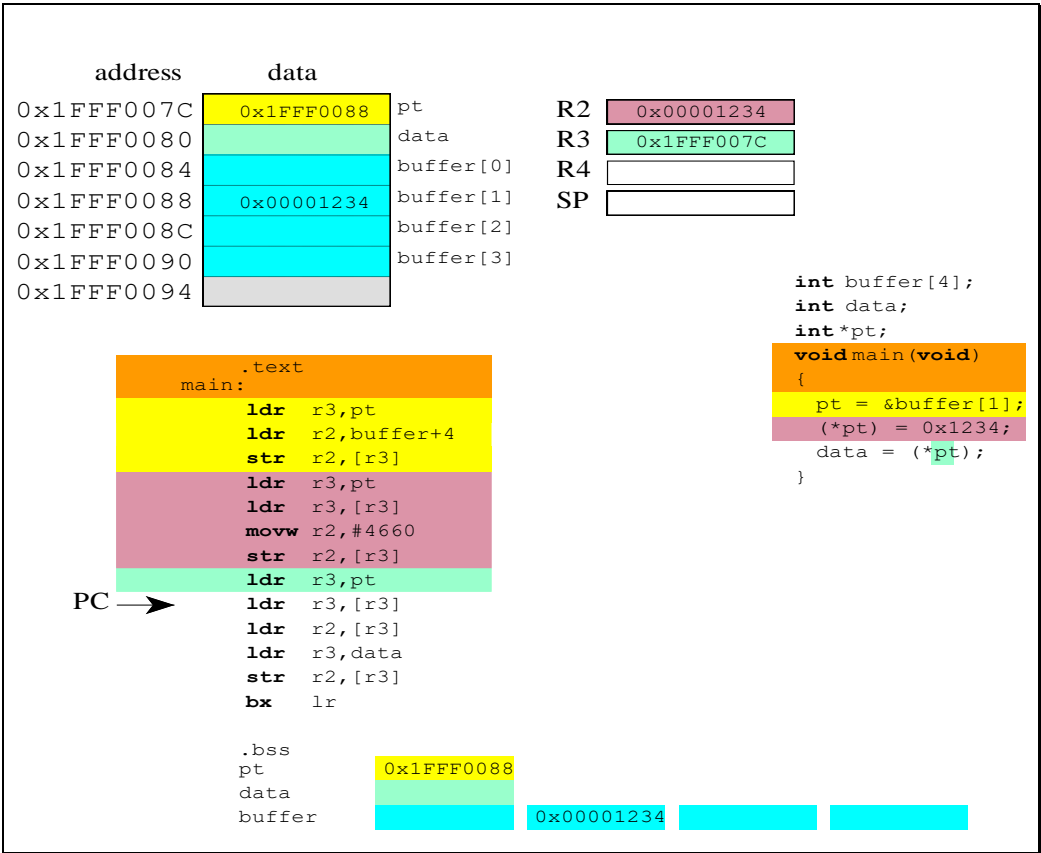 address data
0x1FFF007C 0x1FFF0088 pt
0x1FFF0080 data
0x1FFF0084 buffer[0]
0x1FFF0088 0x00001234 buffer[1]
0x1FFF008C buffer[2]
0x1FFF0090 buffer[3]
0x1FFF0094
R2 0x00001234
R3 0x1FFF007C
R4
SP
int buffer[4];
int data;
int *pt;
void main(void)
{
pt = &buffer[1];
(*pt) = 0x1234;
data = (*pt);
}
.text
main:
ldr r3,pt
ldr r2,buffer+4
str r2,[r3]
ldr r3,pt
ldr r3,[r3]
movw r2,#4660
str r2,[r3]
ldr r3,pt
PC ldr r3,[r3]
ldr r2,[r3]
ldr r3,data
str r2,[r3]
bx lr
.bss
pt 0x1FFF0088
data
buffer 0x00001234